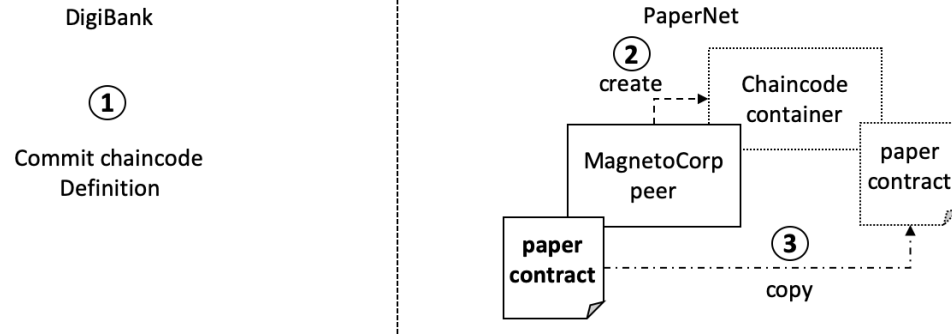 DigiBank
1
Commit chaincode
Definition
PaperNet
2
create
Chaincode
container
MagnetoCorp
peer
paper
contract
paper
contract
3
copy